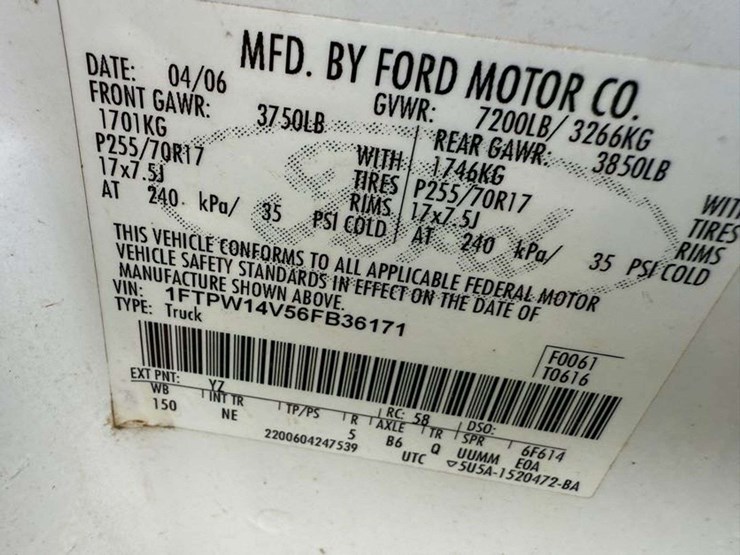 MFD. BY FORD MOTOR CO.
DATE: 04/06 GVWR: 7200LB/ 3266KG
FRONT GAWR: 3750LB REAR GAWR: 3850LB
1701KG WITH 1746KG WITH
P255/70R17 TIRES P255/70R17 TIRES
17x7.5J RIMS 17x7.5J RIMS
AT 240 kPa/ 35 PSI COLD AT 240 kPa/ 35 PSI COLD
THIS VEHICLE CONFORMS TO ALL APPLICABLE FEDERAL MOTOR
VEHICLE SAFETY STANDARDS IN EFFECT ON THE DATE OF
MANUFACTURE SHOWN ABOVE.
VIN: 1FTPW14V56FB36171
TYPE: Truck
F0061
T0616
EXT PNT: YZ RC: 58 DSO: 6F614
WB INT TR TP/PS R AXLE TR SPR
150 NE 5 B6 Q UUMM E0A
2200604247539 UTC ▽5U5A-1520472-BA